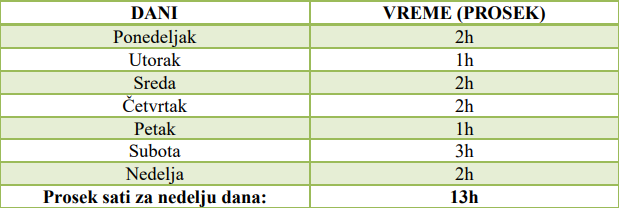 DANI VREME (PROSEK)
Ponedeljak 2h
Utorak 1h
Sreda 2h
Četvrtak 2h
Petak 1h
Subota 3h
Nedelja 2h
Prosek sati za nedelju dana: 13h